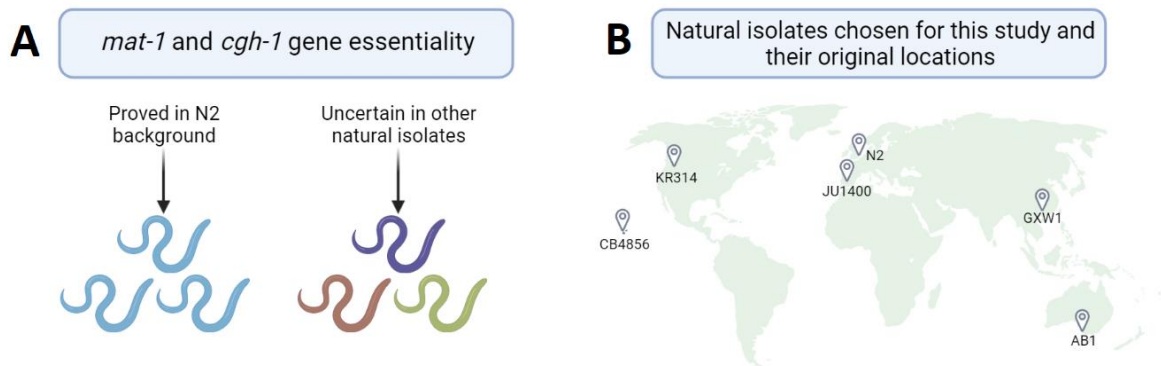 A
mat-1 and cgh-1 gene essentiality
Proved in N2
background
Uncertain in other
natural isolates
B
Natural isolates chosen for this study and
their original locations
KR314
N2
JU1400
GXW1
CB4856
AB1